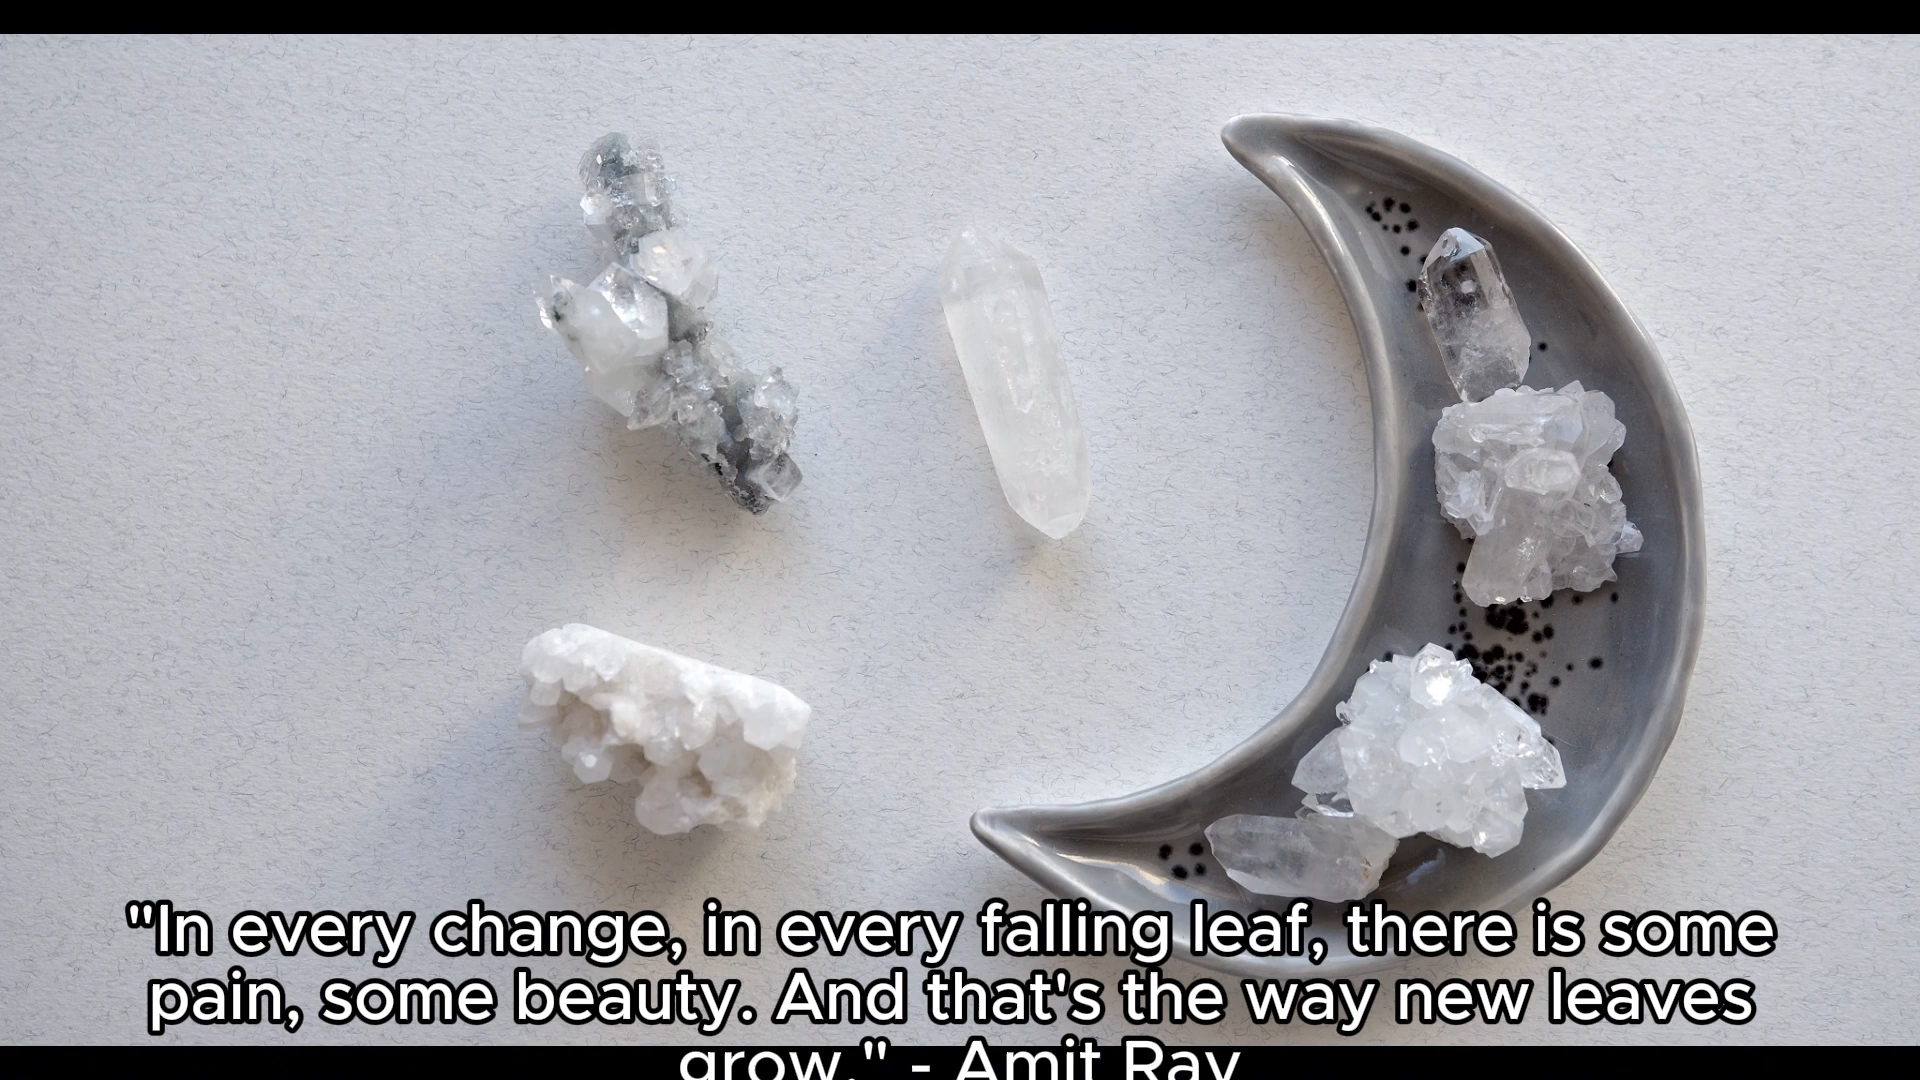 "In every change, in every falling leaf, there is some
pain, some beauty. And that's the way new leaves
grow." - Amit Ray